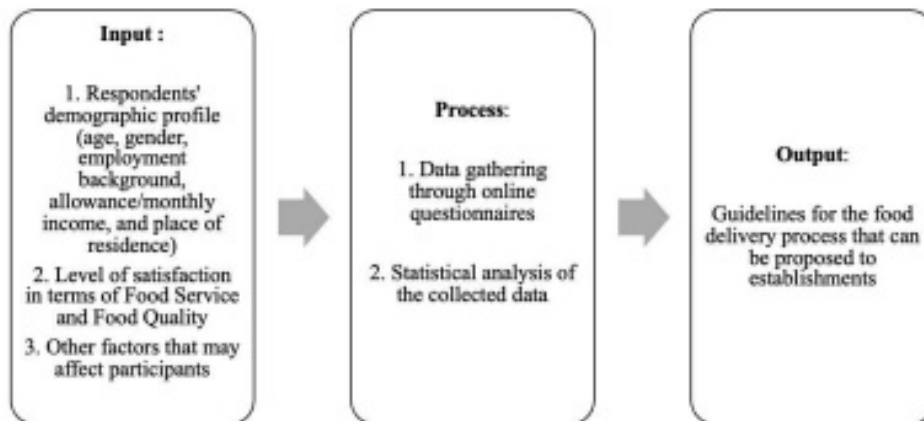 Input :
1. Respondents'
demographic profile
(age, gender,
employment
background,
allowance/monthly
income, and place of
residence)
2. Level of satisfaction
in terms of Food Service
and Food Quality
3. Other factors that may
affect participants
Process:
1. Data gathering
through online
questionnaires
2. Statistical analysis of
the collected data
Output:
Guidelines for the food
delivery process that can
be proposed to
establishments